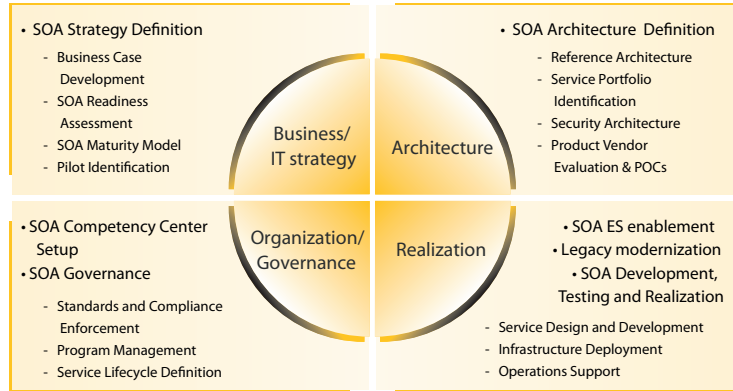 • SOA Strategy Definition
- Business Case
Development
- SOA Readiness
Assessment
- SOA Maturity Model
- Pilot Identification
Business/
IT strategy
• SOA Architecture Definition
- Reference Architecture
- Service Portfolio
Identification
- Security Architecture
- Product Vendor
Evaluation & POCs
Architecture
• SOA Competency Center
Setup
• SOA Governance
- Standards and Compliance
Enforcement
- Program Management
- Service Lifecycle Definition
Organization/
Governance
Realization
• SOA ES enablement
• Legacy modernization
• SOA Development,
Testing and Realization
- Service Design and Development
- Infrastructure Deployment
- Operations Support